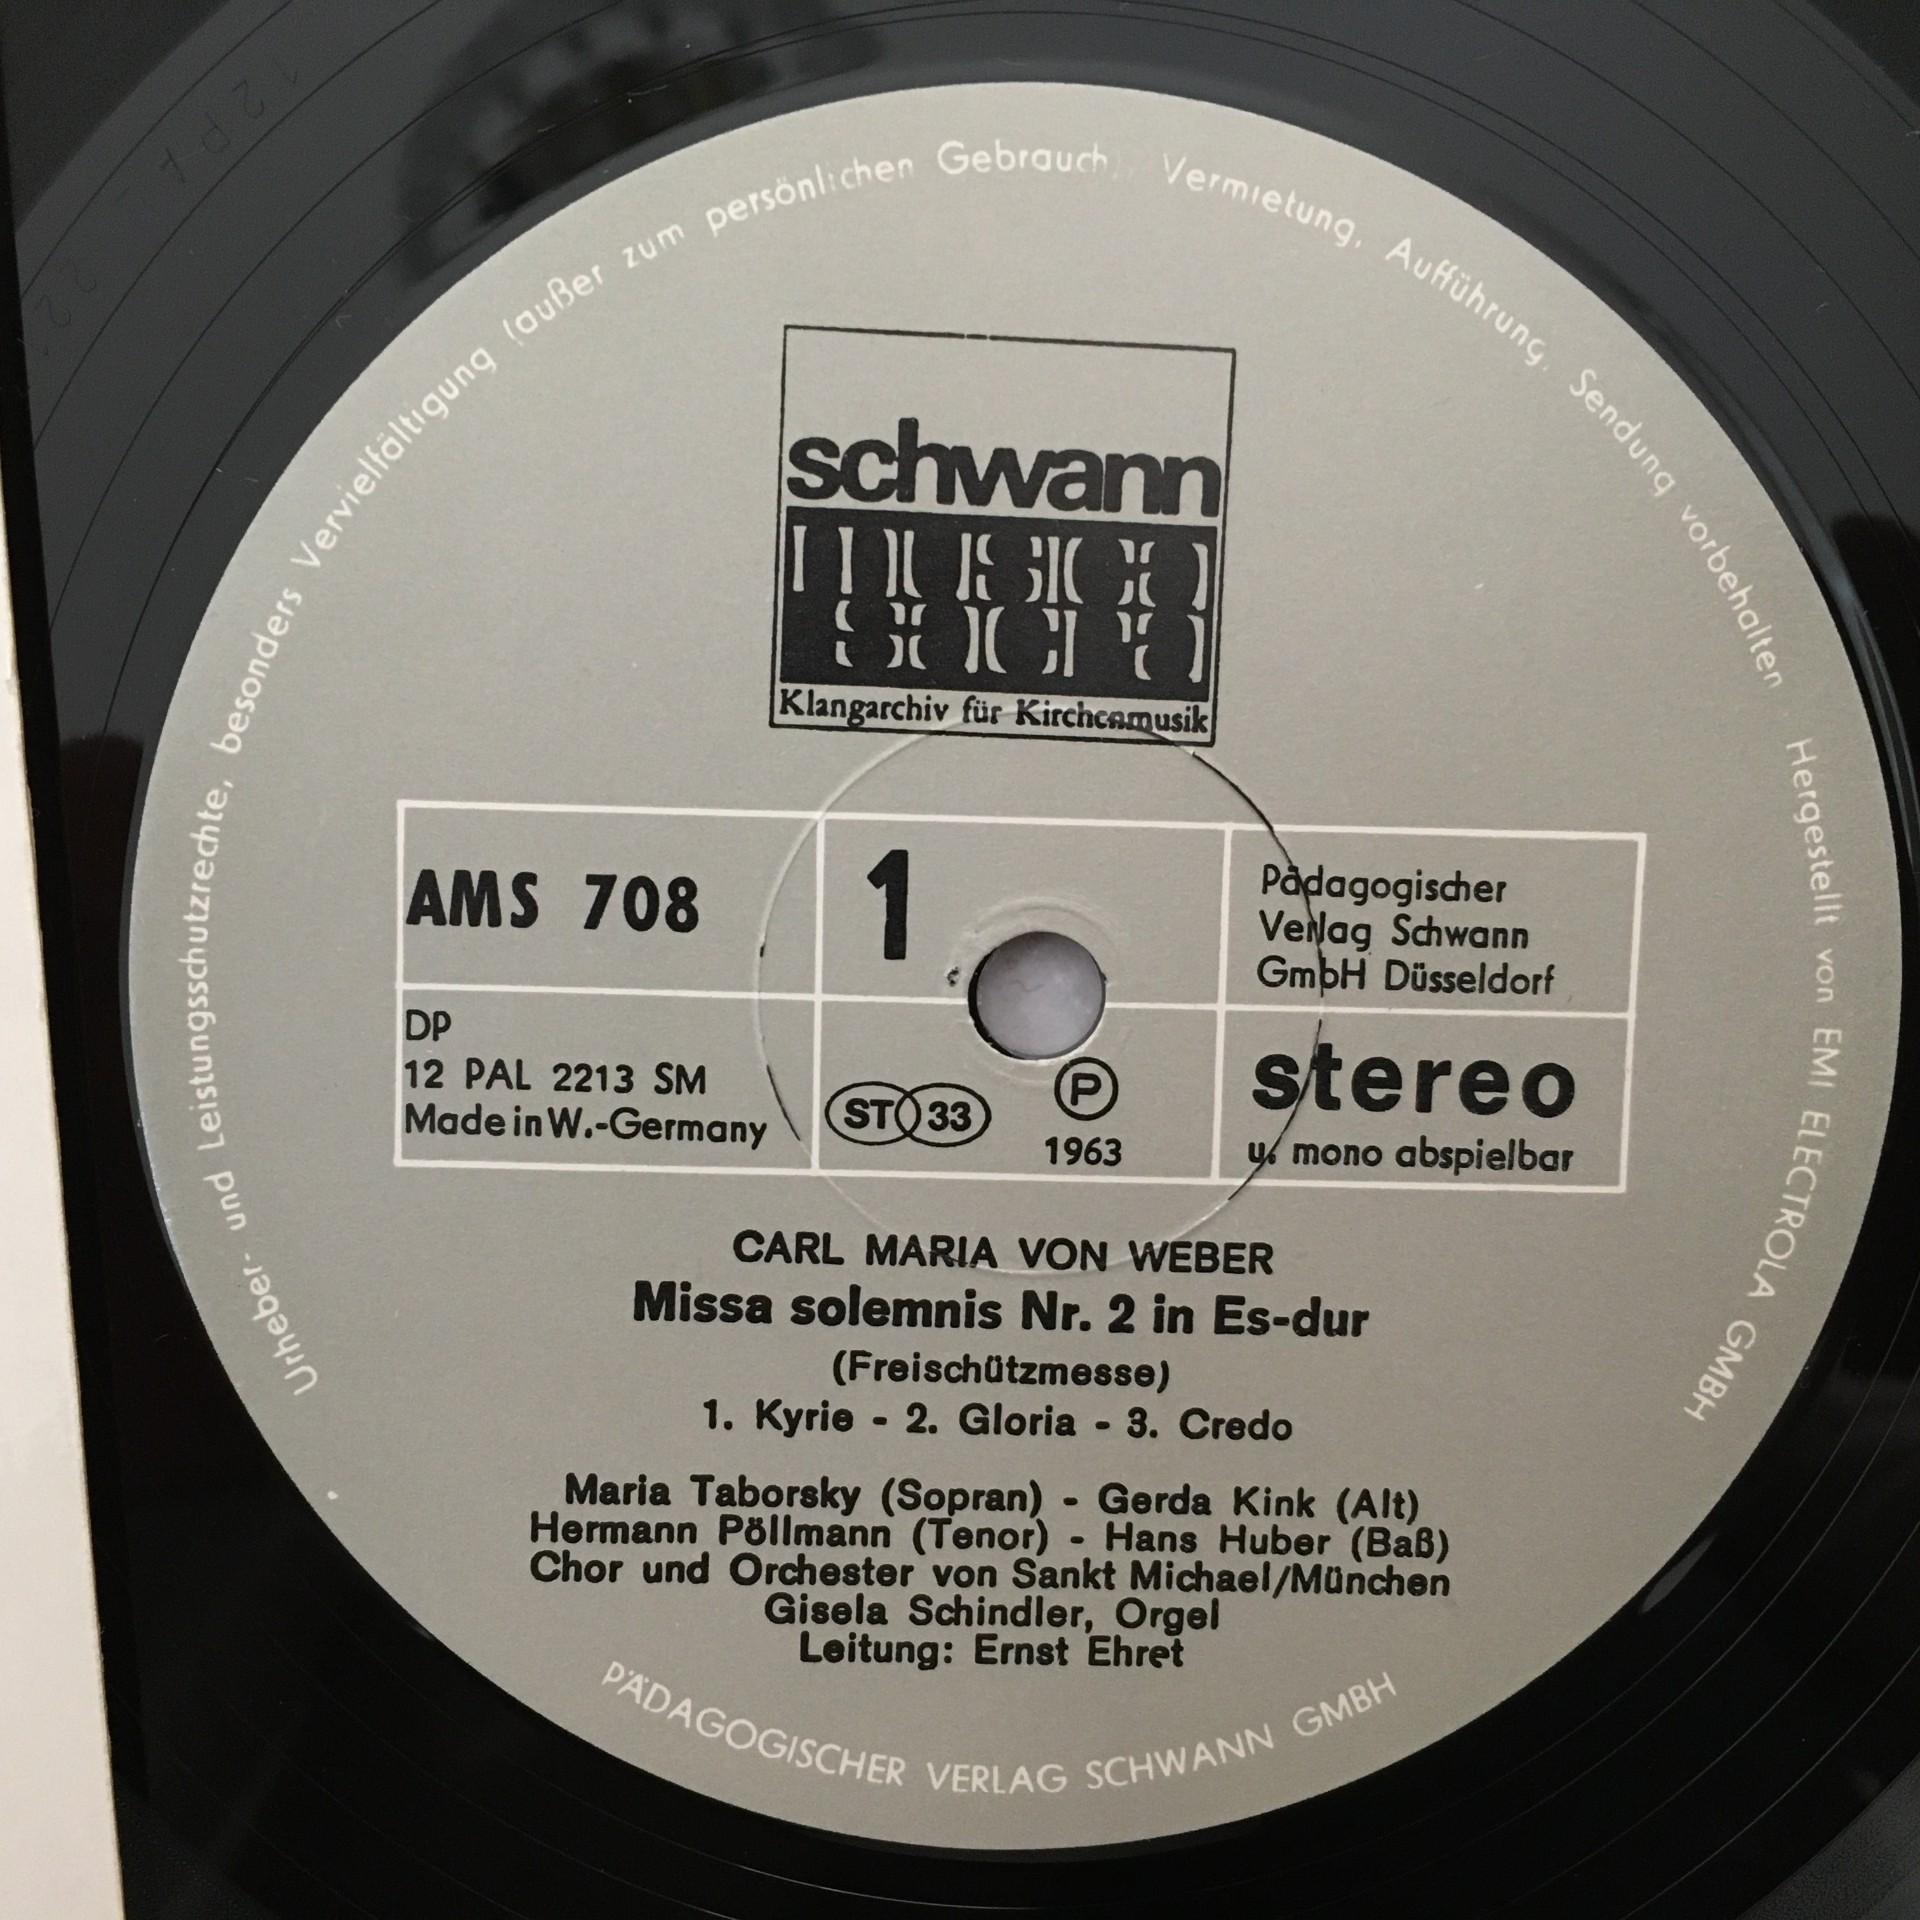 Urheber- und Leistungsschutzrechte, besonders Vervielfältigung (außer zum persönlichen Gebrauch), Vermietung, Aufführung, Sendung vorbehalten
Hergestellt von EMI ELECTROLA GMBH
schwann
Klangarchiv für Kirchenmusik
AMS 708
1
Pädagogischer
Verlag Schwann
GmbH Düsseldorf
DP
12 PAL 2213 SM
Made in W.-Germany
ST 33
P
1963
stereo
u. mono abspielbar
CARL MARIA VON WEBER
Missa solemnis Nr. 2 in Es-dur
(Freischützmesse)
1. Kyrie - 2. Gloria - 3. Credo
Maria Taborsky (Sopran) - Gerda Kink (Alt)
Hermann Pöllmann (Tenor) - Hans Huber (Baß)
Chor und Orchester von Sankt Michael/München
Gisela Schindler, Orgel
Leitung: Ernst Ehret
PÄDAGOGISCHER VERLAG SCHWANN GMBH